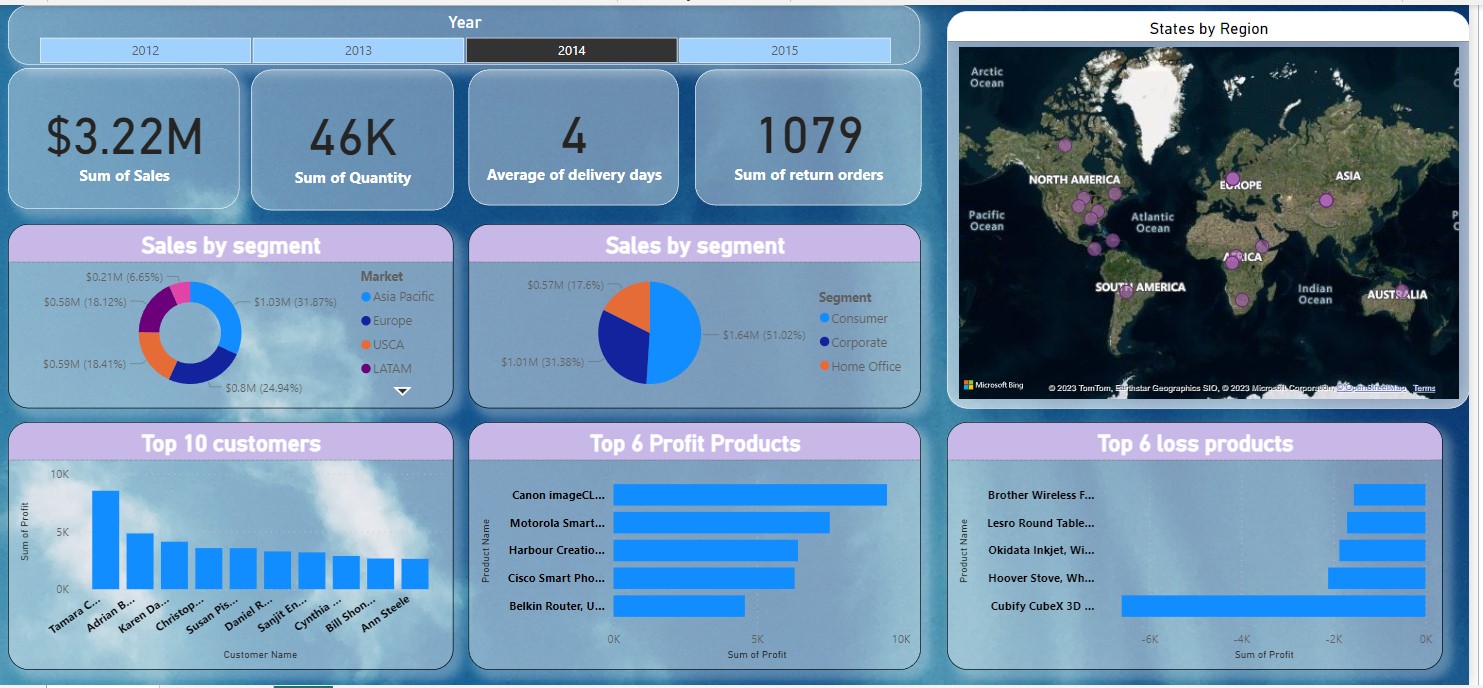 Year
2012
2013
2014
2015
$3.22M
Sum of Sales
46K
Sum of Quantity
4
Average of delivery days
1079
Sum of return orders
States by Region
Arctic
Ocean
NORTH AMERICA
EUROPE
ASIA
Pacific
Ocean
Atlantic
Ocean
AFRICA
SOUTH AMERICA
Indian
Ocean
AUSTRALIA
Microsoft Bing
© 2023 TomTom, Earthstar Geographics SIO, © 2023 Microsoft Corporation, © OpenStreetMap Terms
Sales by segment
$0.21M (6.65%)
$0.58M (18.12%)
$0.59M (18.41%)
$1.03M (31.87%)
$0.8M (24.94%)
Market
Asia Pacific
Europe
USCA
LATAM
Sales by segment
$0.57M (17.6%)
$1.01M (31.38%)
$1.64M (51.02%)
Segment
Consumer
Corporate
Home Office
Top 10 customers
Sum of Profit
10K
5K
0K
Tamara C...
Adrian B...
Karen Da...
Christop...
Susan Pis...
Daniel R...
Sanjit En...
Cynthia ...
Bill Shon...
Ann Steele
Customer Name
Top 6 Profit Products
Product Name
Canon imageCL...
Motorola Smart...
Harbour Creatio...
Cisco Smart Pho...
Belkin Router, U...
0K
5K
10K
Sum of Profit
Top 6 loss products
Product Name
Brother Wireless F...
Lesro Round Table...
Okidata Inkjet, Wi...
Hoover Stove, Wh...
Cubify CubeX 3D ...
-6K
-4K
-2K
0K
Sum of Profit